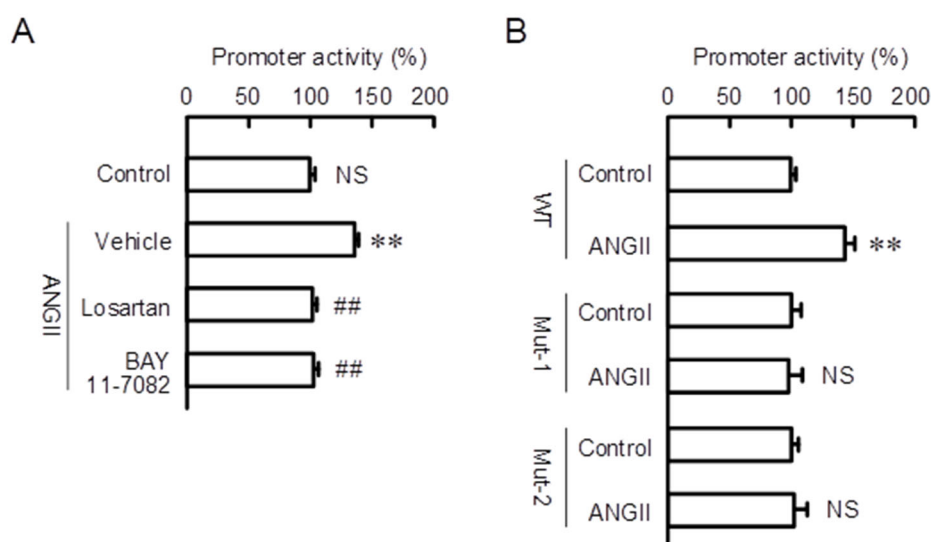 A
Promoter activity (%)
0 50 100 150 200
Control NS
ANGII
Vehicle **
Losartan ##
BAY
11-7082 ##
B
Promoter activity (%)
0 50 100 150 200
WT
Control
ANGII **
Mut-1
Control
ANGII NS
Mut-2
Control
ANGII NS